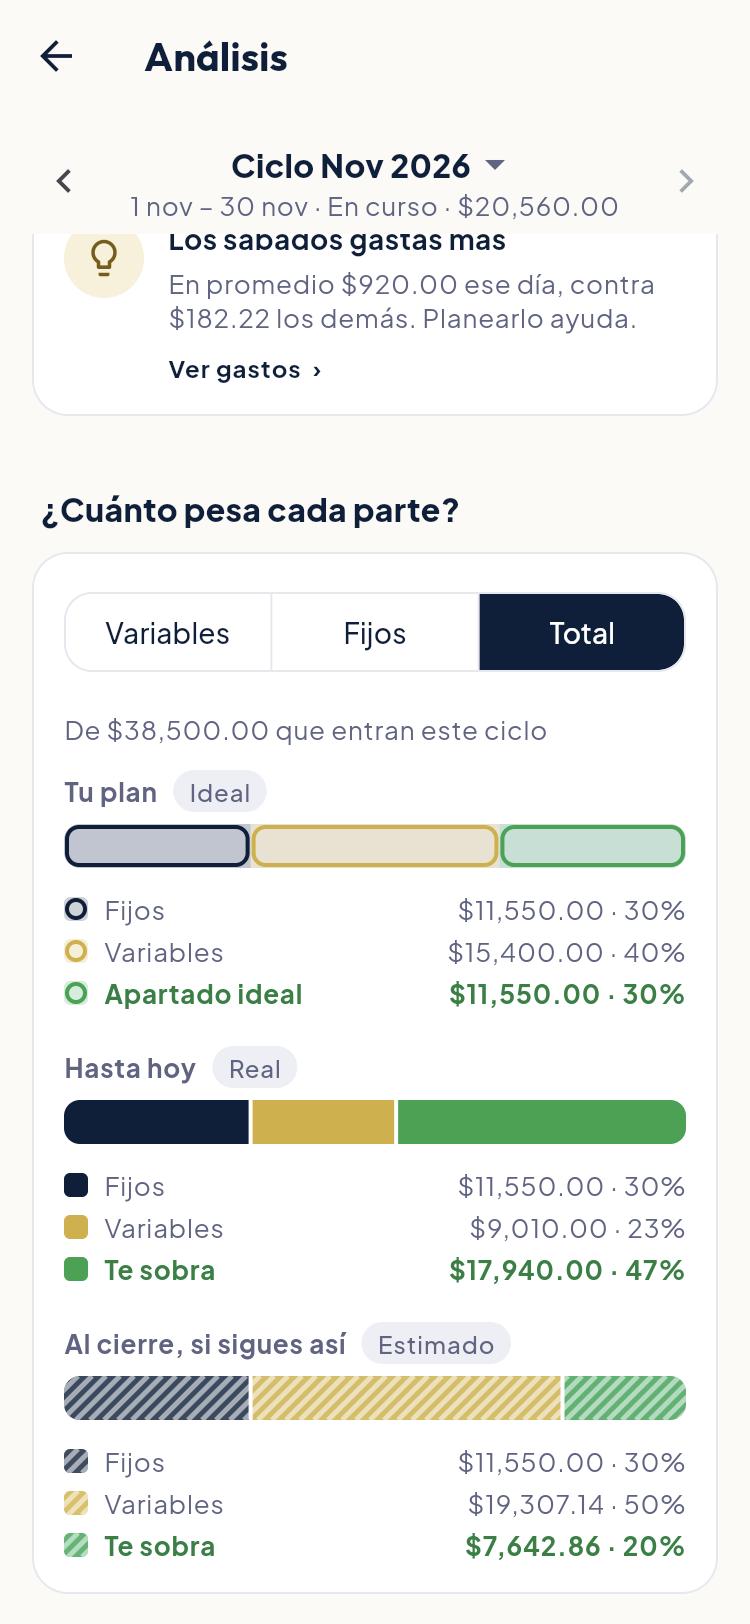 Análisis
Ciclo Nov 2026
1 nov – 30 nov · En curso · $20,560.00
Los sábados gastas más
En promedio $920.00 ese día, contra
$182.22 los demás. Planearlo ayuda.
Ver gastos ›
¿Cuánto pesa cada parte?
Variables Fijos Total
De $38,500.00 que entran este ciclo
Tu plan Ideal
Fijos $11,550.00 · 30%
Variables $15,400.00 · 40%
Apartado ideal $11,550.00 · 30%
Hasta hoy Real
Fijos $11,550.00 · 30%
Variables $9,010.00 · 23%
Te sobra $17,940.00 · 47%
Al cierre, si sigues así Estimado
Fijos $11,550.00 · 30%
Variables $19,307.14 · 50%
Te sobra $7,642.86 · 20%